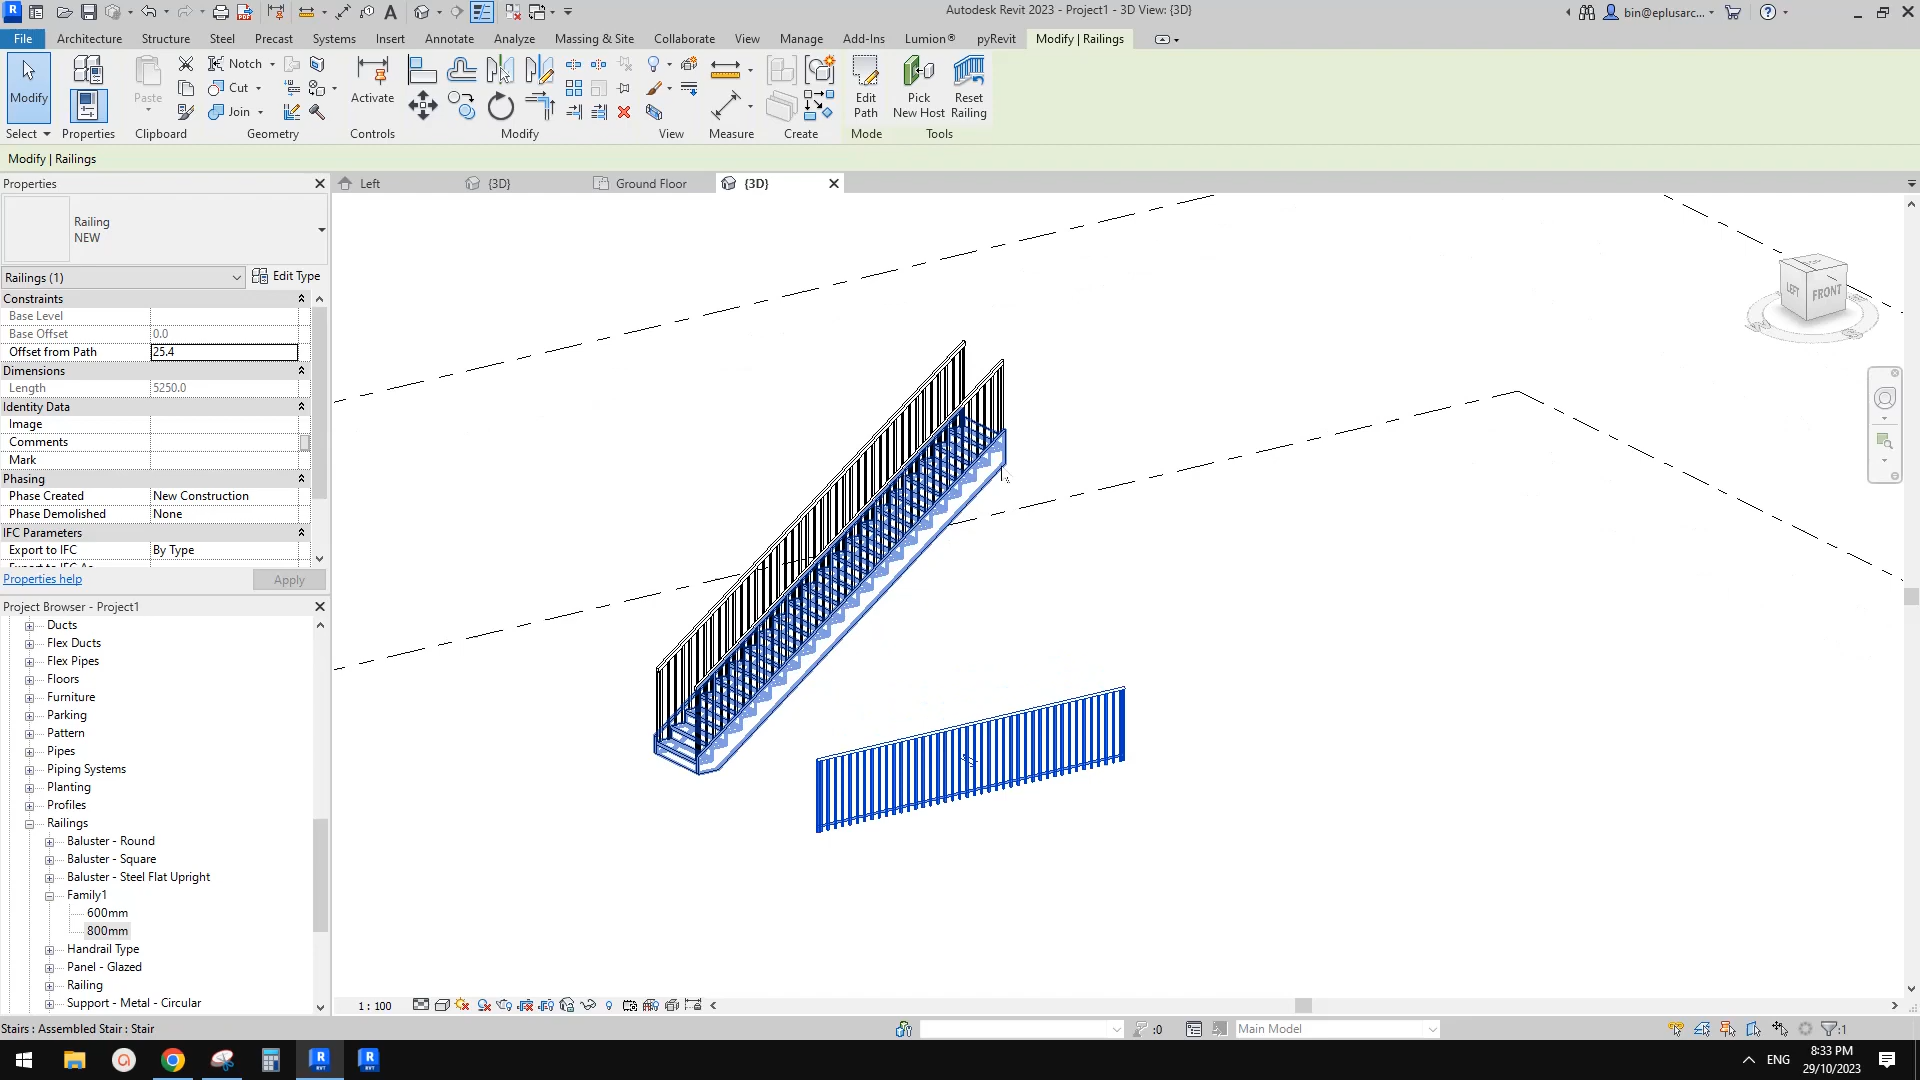 Autodesk Revit 2023 - Project1 - 3D View: {3D}
bin@eplusarc...
File Architecture Structure Steel Precast Systems Insert Annotate Analyze Massing & Site Collaborate View Manage Add-Ins Lumion® pyRevit Modify | Railings
Modify
Paste
Notch
Cut
Join
Activate
Edit
Path
Pick
New Host
Reset
Railing
Select Properties Clipboard Geometry Controls Modify View Measure Create Mode Tools
Modify | Railings
Properties
Left {3D} Ground Floor {3D}
Railing
NEW
Railings (1)
Edit Type
Constraints
Base Level
Base Offset 0.0
Offset from Path 25.4
Dimensions
Length 5250.0
Identity Data
Image
Comments
Mark
Phasing
Phase Created New Construction
Phase Demolished None
IFC Parameters
Export to IFC By Type
Properties help
Apply
LEFT
FRONT
Project Browser - Project1
Ducts
Flex Ducts
Flex Pipes
Floors
Furniture
Parking
Pattern
Pipes
Piping Systems
Planting
Profiles
Railings
Baluster - Round
Baluster - Square
Baluster - Steel Flat Upright
Family1
600mm
800mm
Handrail Type
Panel - Glazed
Railing
Support - Metal - Circular
1 : 100
Stairs : Assembled Stair : Stair
:0
Main Model
:1
ENG
8:33 PM
29/10/2023